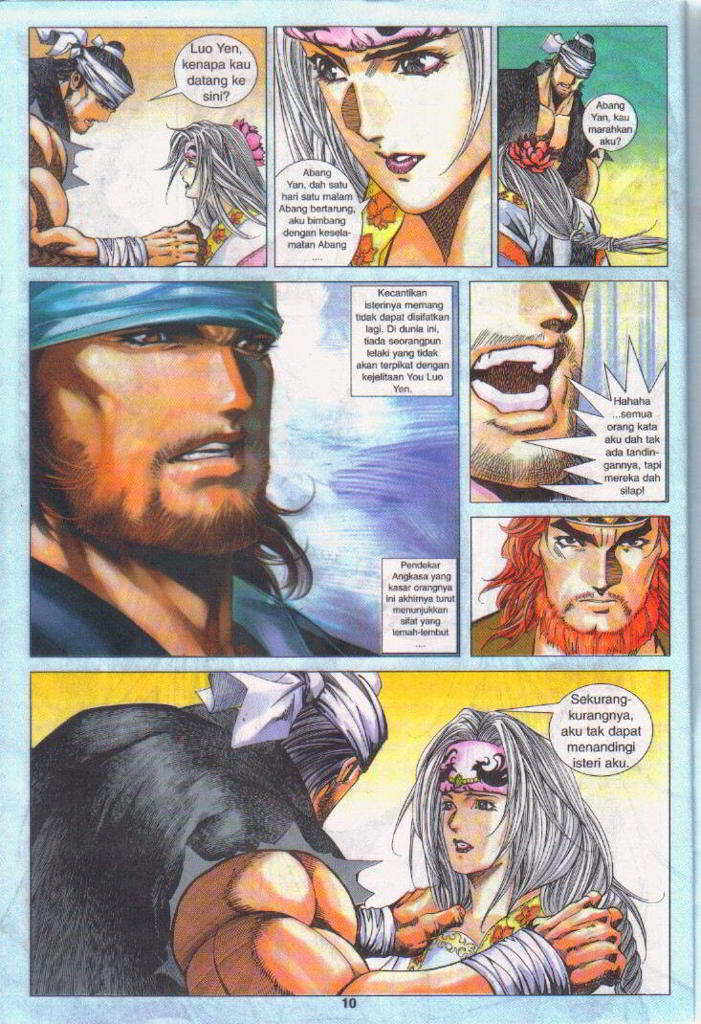 Luo Yen,
kenapa kau
datang ke
sini?
Abang
Yan, dah satu
hari satu malam
Abang bertarung,
aku bimbang
dengan kesela-
matan Abang
....
Abang
Yan, kau
marahkan
aku?
Kecantikan
isterinya memang
tidak dapat disifatkan
lagi. Di dunia ini,
tiada seorangpun
lelaki yang tidak
akan terpikat dengan
kejelitaan You Luo
Yen.
Hahaha
...semua
orang kata
aku dah tak
ada tandin-
gannya, tapi
mereka dah
silap!
Pendekar
Angkasa yang
kasar orangnya
ini akhirnya turut
menunjukkan
sifat yang
lemah-lembut
....
Sekurang-
kurangnya,
aku tak dapat
menandingi
isteri aku.
10